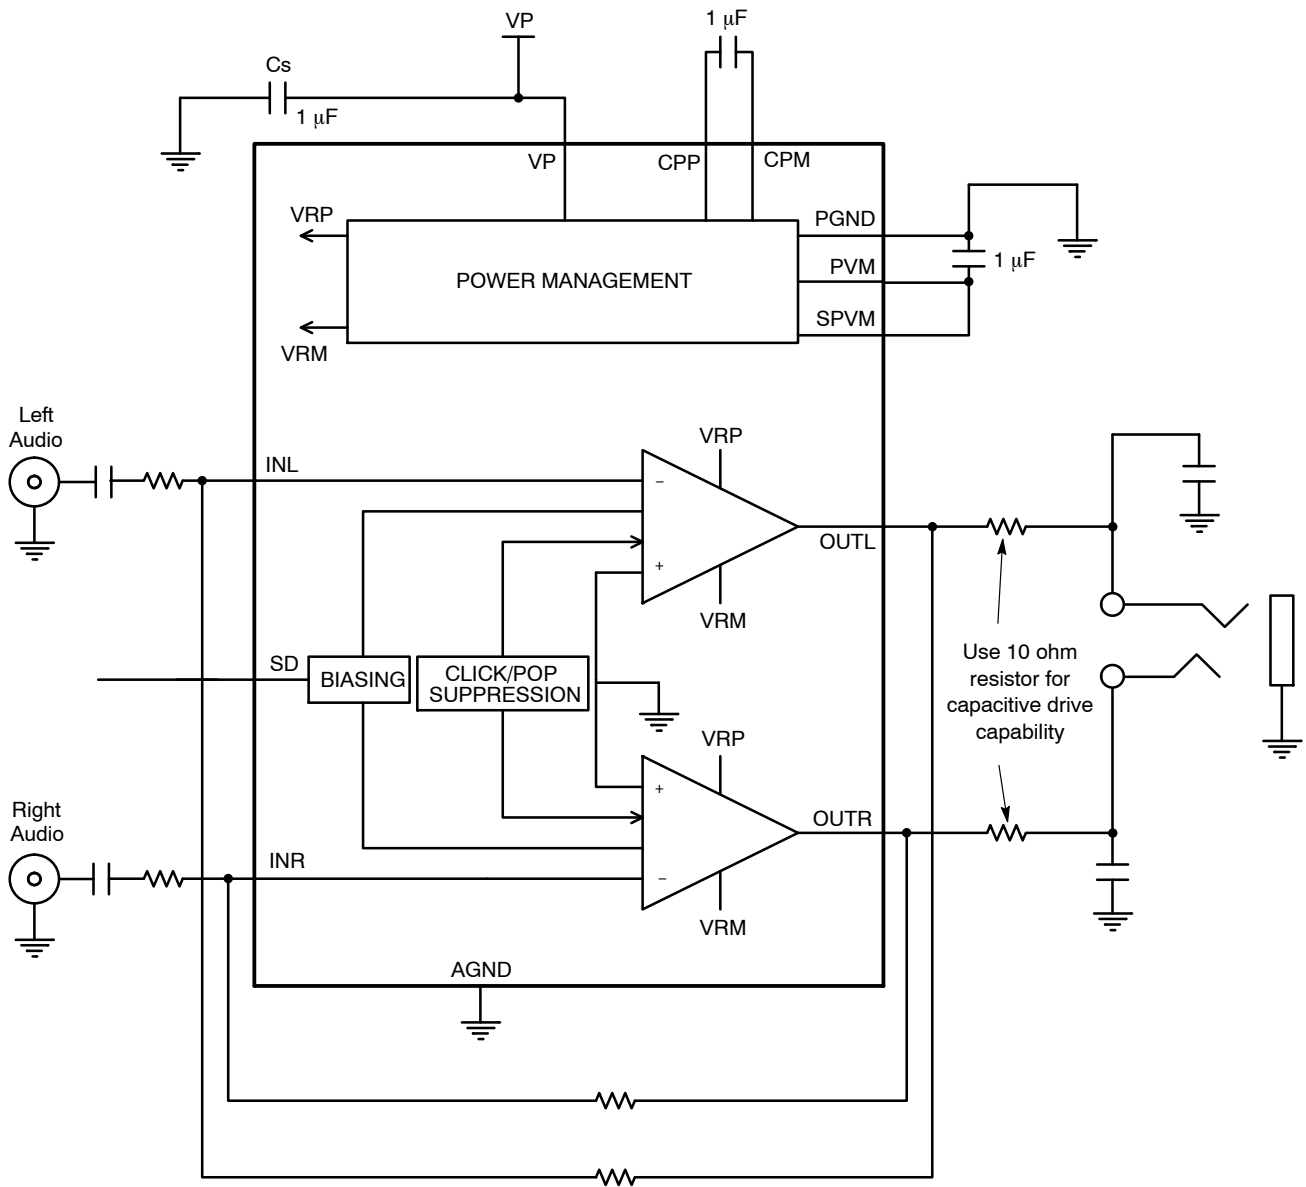 VP
1 μF
Cs
1 μF
VP
CPP
CPM
VRP
PGND
POWER MANAGEMENT
PVM
1 μF
SPVM
VRM
Left
Audio
INL
VRP
−
OUTL
+
VRM
SD
BIASING
CLICK/POP
SUPPRESSION
Use 10 ohm
resistor for
capacitive drive
capability
VRP
+
Right
Audio
OUTR
INR
−
VRM
AGND